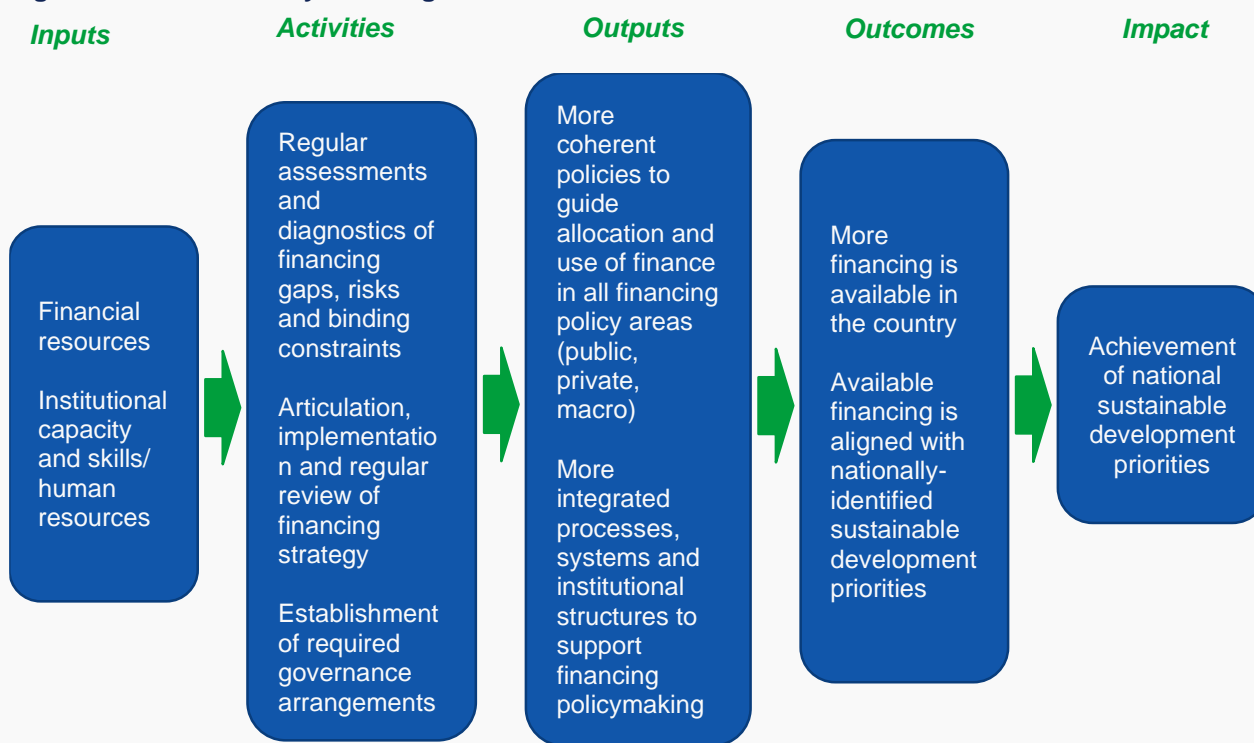 Inputs
Activities
Outputs
Outcomes
Impact
Financial
resources
Institutional
capacity
and skills/
human
resources
Regular
assessments
and
diagnostics of
financing
gaps, risks
and binding
constraints
Articulation,
implementatio
n and regular
review of
financing
strategy
Establishment
of required
governance
arrangements
More
coherent
policies to
guide
allocation and
use of finance
in all financing
policy areas
(public,
private,
macro)
More
integrated
processes,
systems and
institutional
structures to
support
financing
policymaking
More
financing is
available in
the country
Available
financing is
aligned with
nationally-
identified
sustainable
development
priorities
Achievement
of national
sustainable
development
priorities